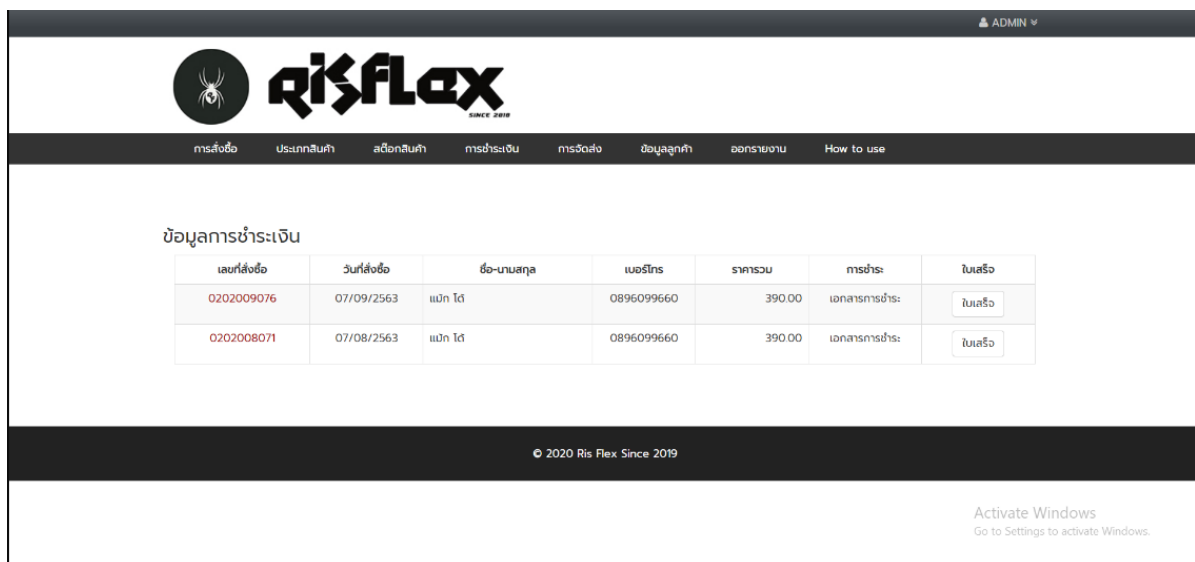 ADMIN
RISFLEX
SINCE 2019
การสั่งซื้อ ประเภทสินค้า สต๊อกสินค้า การชำระเงิน การจัดส่ง ข้อมูลลูกค้า ออกรายงาน How to use
ข้อมูลการชำระเงิน
เลขที่สั่งซื้อ วันที่สั่งซื้อ ชื่อ-นามสกุล เบอร์โทร ราคารวม การชำระ ใบเสร็จ
0202009076 07/09/2563 แม้ก โต้ 0896099660 390.00 เอกสารการชำระ ใบเสร็จ
0202008071 07/08/2563 แม้ก โต้ 0896099660 390.00 เอกสารการชำระ ใบเสร็จ
© 2020 Ris Flex Since 2019
Activate Windows
Go to Settings to activate Windows.